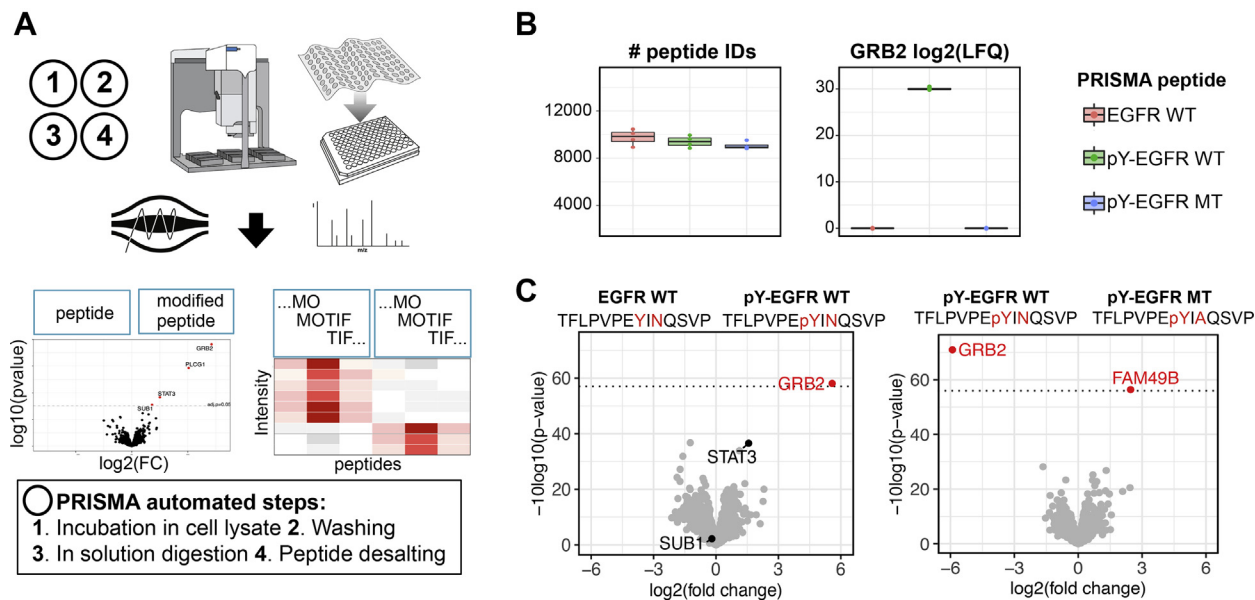 A
1 2
3 4
m/z
peptide
modified
peptide
...MO
MOTIF
TIF...
...MO
MOTIF
TIF...
log10(pvalue)
GRB2
PLCG1
STAT3
SUB1
adj.p=0.05
log2(FC)
Intensity
peptides
PRISMA automated steps:
1. Incubation in cell lysate 2. Washing
3. In solution digestion 4. Peptide desalting
B
# peptide IDs
12000
8000
4000
GRB2 log2(LFQ)
30
20
10
0
PRISMA peptide
EGFR WT
pY-EGFR WT
pY-EGFR MT
C
EGFR WT
TFLPVPEYINQSVP
pY-EGFR WT
TFLPVPEpYINQSVP
−10log10(p−value)
60
40
20
0
GRB2
STAT3
SUB1
−6 −3 0 3 6
log2(fold change)
pY-EGFR WT
TFLPVPEpYINQSVP
pY-EGFR MT
TFLPVPEpYIAQSVP
−10log10(p−value)
60
40
20
0
GRB2
FAM49B
−6 −3 0 3 6
log2(fold change)